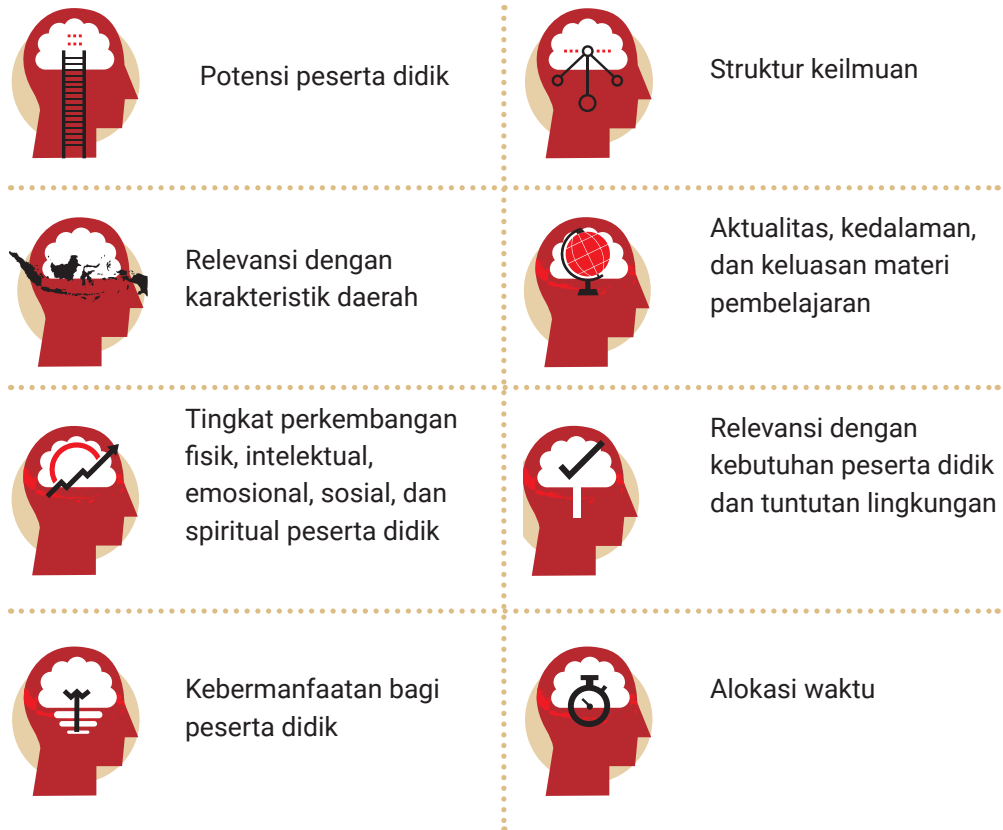 Potensi peserta didik
Struktur keilmuan
Relevansi dengan
karakteristik daerah
Aktualitas, kedalaman,
dan keluasan materi
pembelajaran
Tingkat perkembangan
fisik, intelektual,
emosional, sosial, dan
spiritual peserta didik
Relevansi dengan
kebutuhan peserta didik
dan tuntutan lingkungan
Kebermanfaatan bagi
peserta didik
Alokasi waktu